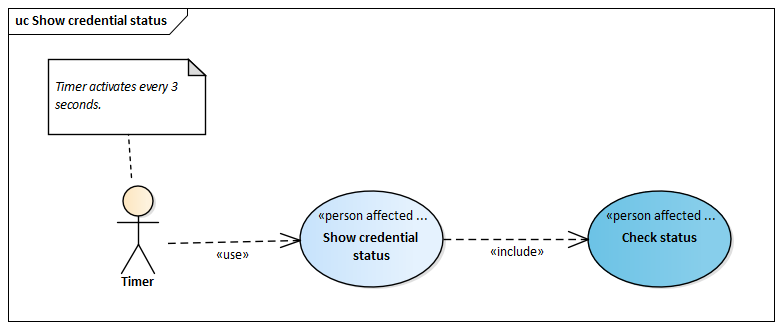 uc Show credential status
Timer activates every 3
seconds.
«person affected ...
Show credential
status
«person affected ...
Check status
«use»
«include»
Timer